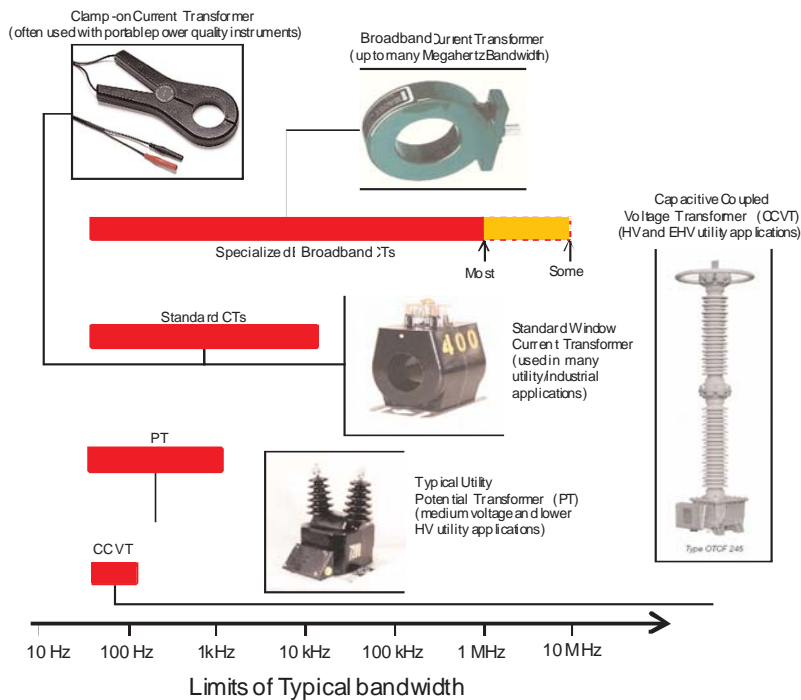 Clamp-on Current Transformer
(often used with portable power quality instruments)
Broadband Current Transformer
(up to many Megahertz Bandwidth)
Capacitive Coupled
Voltage Transformer (CCVT)
(HV and EHV utility applications)
Specialized Broadband CTs
Most
Some
Standard CTs
400
Standard Window
Current Transformer
(used in many
utility/industrial
applications)
PT
Typical Utility
Potential Transformer (PT)
(medium voltage and lower
HV utility applications)
Type OTCF 245
CCVT
10 Hz
100 Hz
1kHz
10 kHz
100 kHz
1 MHz
10 MHz
Limits of Typical bandwidth